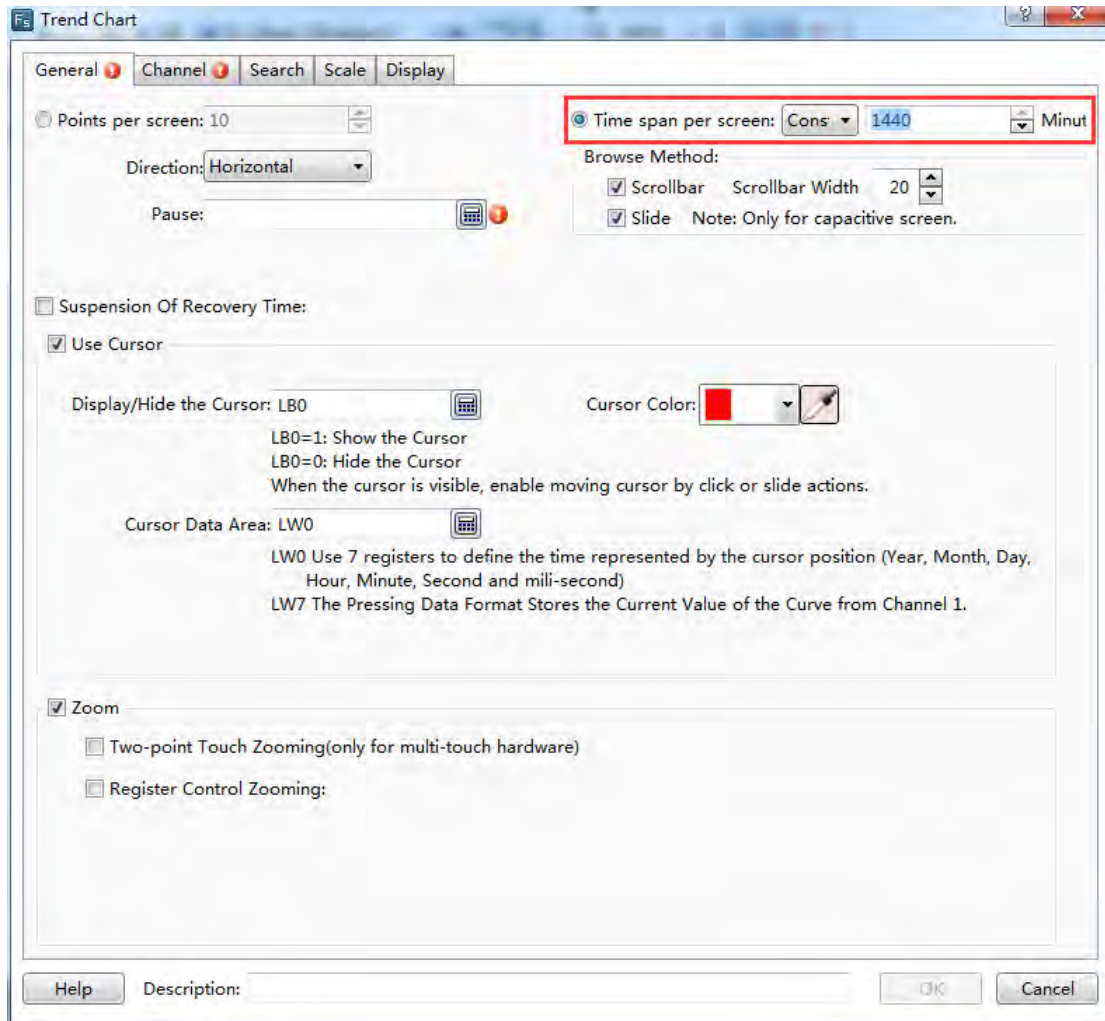 Fs Trend Chart
General Channel Search Scale Display
Points per screen: 10
Time span per screen: Cons 1440 Minut
Direction: Horizontal
Browse Method:
Scrollbar Scrollbar Width 20
Pause:
Slide Note: Only for capacitive screen.
Suspension Of Recovery Time:
Use Cursor
Display/Hide the Cursor: LB0
Cursor Color:
LB0=1: Show the Cursor
LB0=0: Hide the Cursor
When the cursor is visible, enable moving cursor by click or slide actions.
Cursor Data Area: LW0
LW0 Use 7 registers to define the time represented by the cursor position (Year, Month, Day,
Hour, Minute, Second and mili-second)
LW7 The Pressing Data Format Stores the Current Value of the Curve from Channel 1.
Zoom
Two-point Touch Zooming(only for multi-touch hardware)
Register Control Zooming:
Help Description: OK Cancel